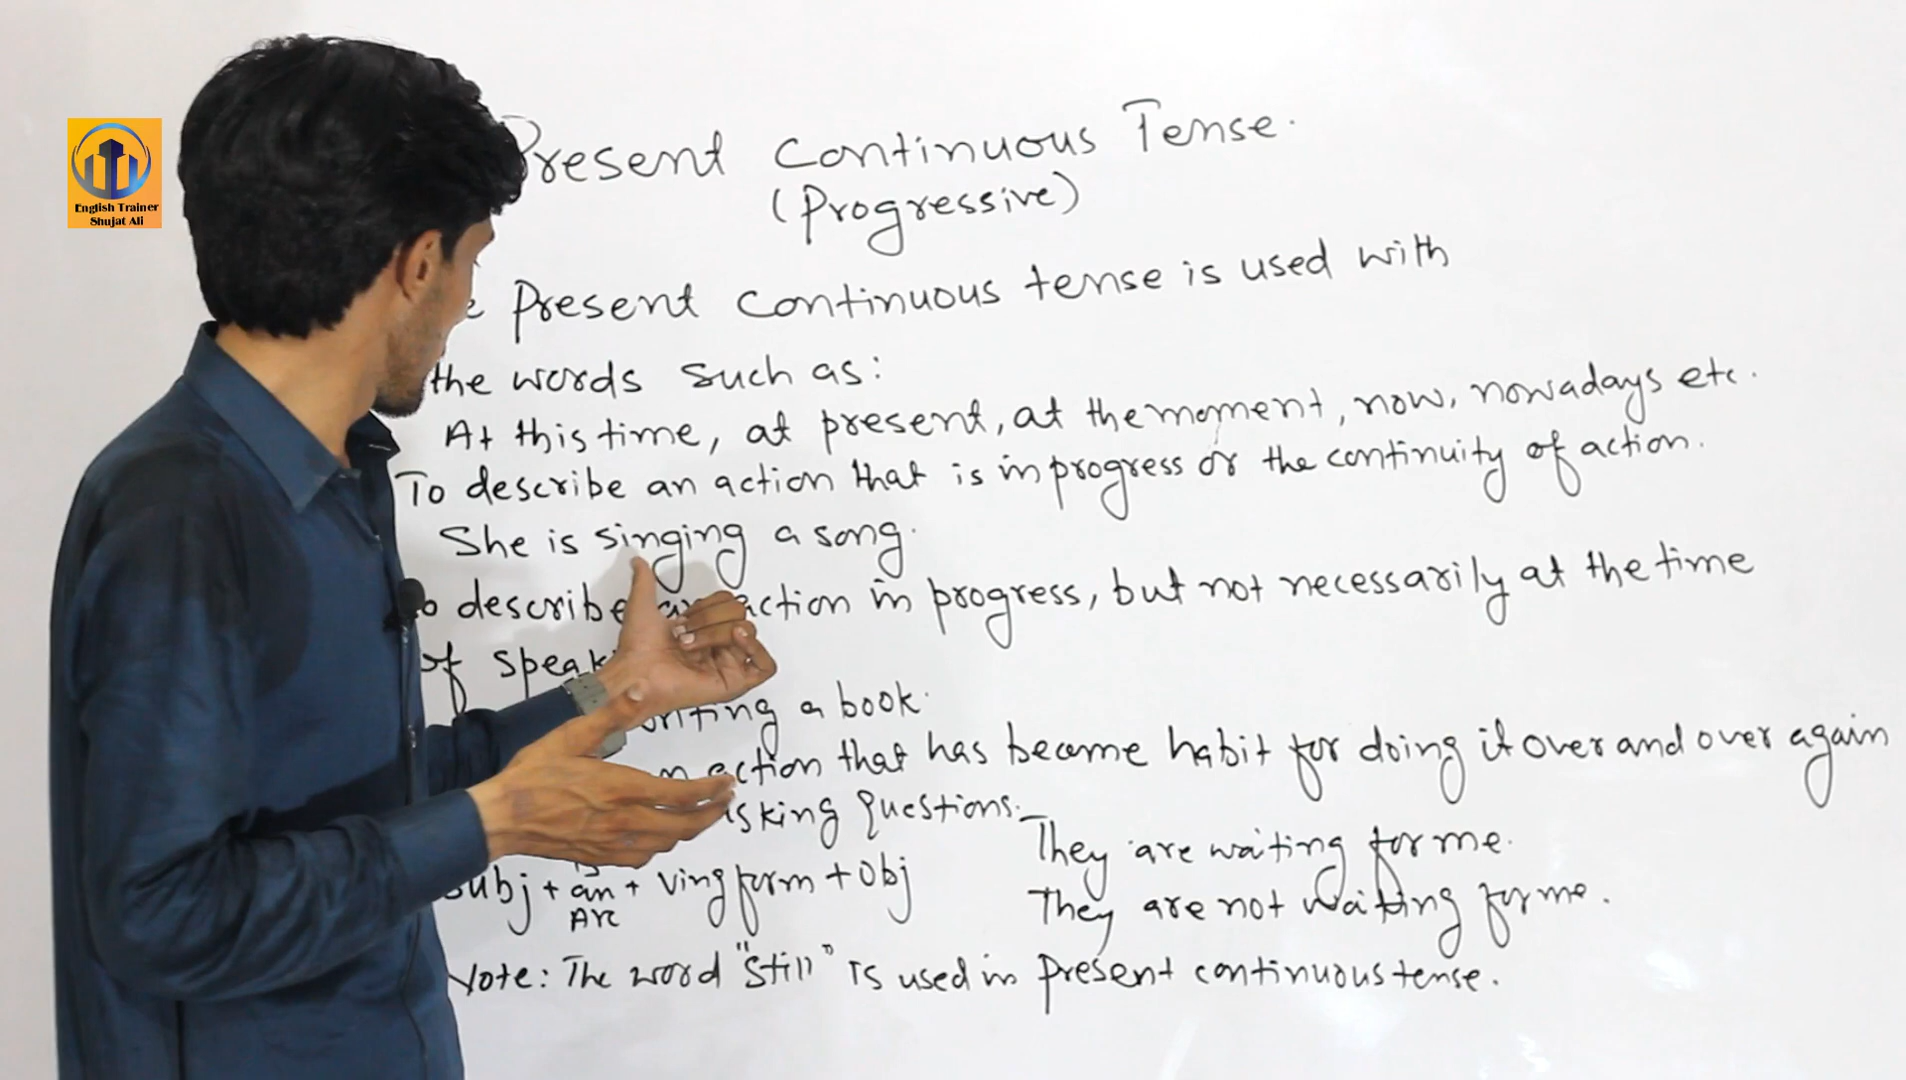 English Trainer
Shujat Ali
Present Continuous Tense.
(Progressive)
Present continuous tense is used with
the words such as:
At this time, at present, at the moment, now, nowadays etc.
To describe an action that is in progress or the continuity of action.
She is singing a song.
describe action in progress, but not necessarily at the time
of
a book.
action that has become habit for doing it over and over again
asking questions.
They are waiting for me.
Subj + is + Ving form + Obj
am
Are
They are not waiting for me.
Note: The word "Still" is used in present continuous tense.